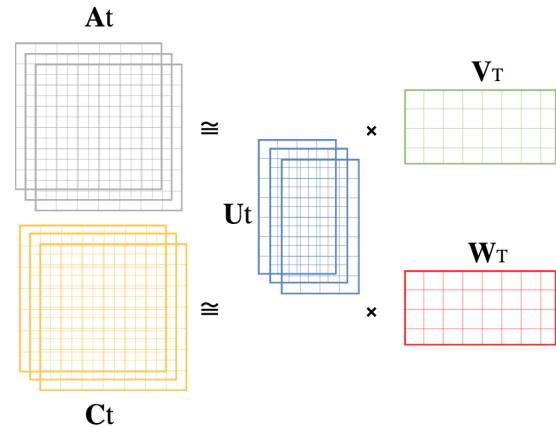 At
≅ × VT
Ut
≅ × WT
Ct